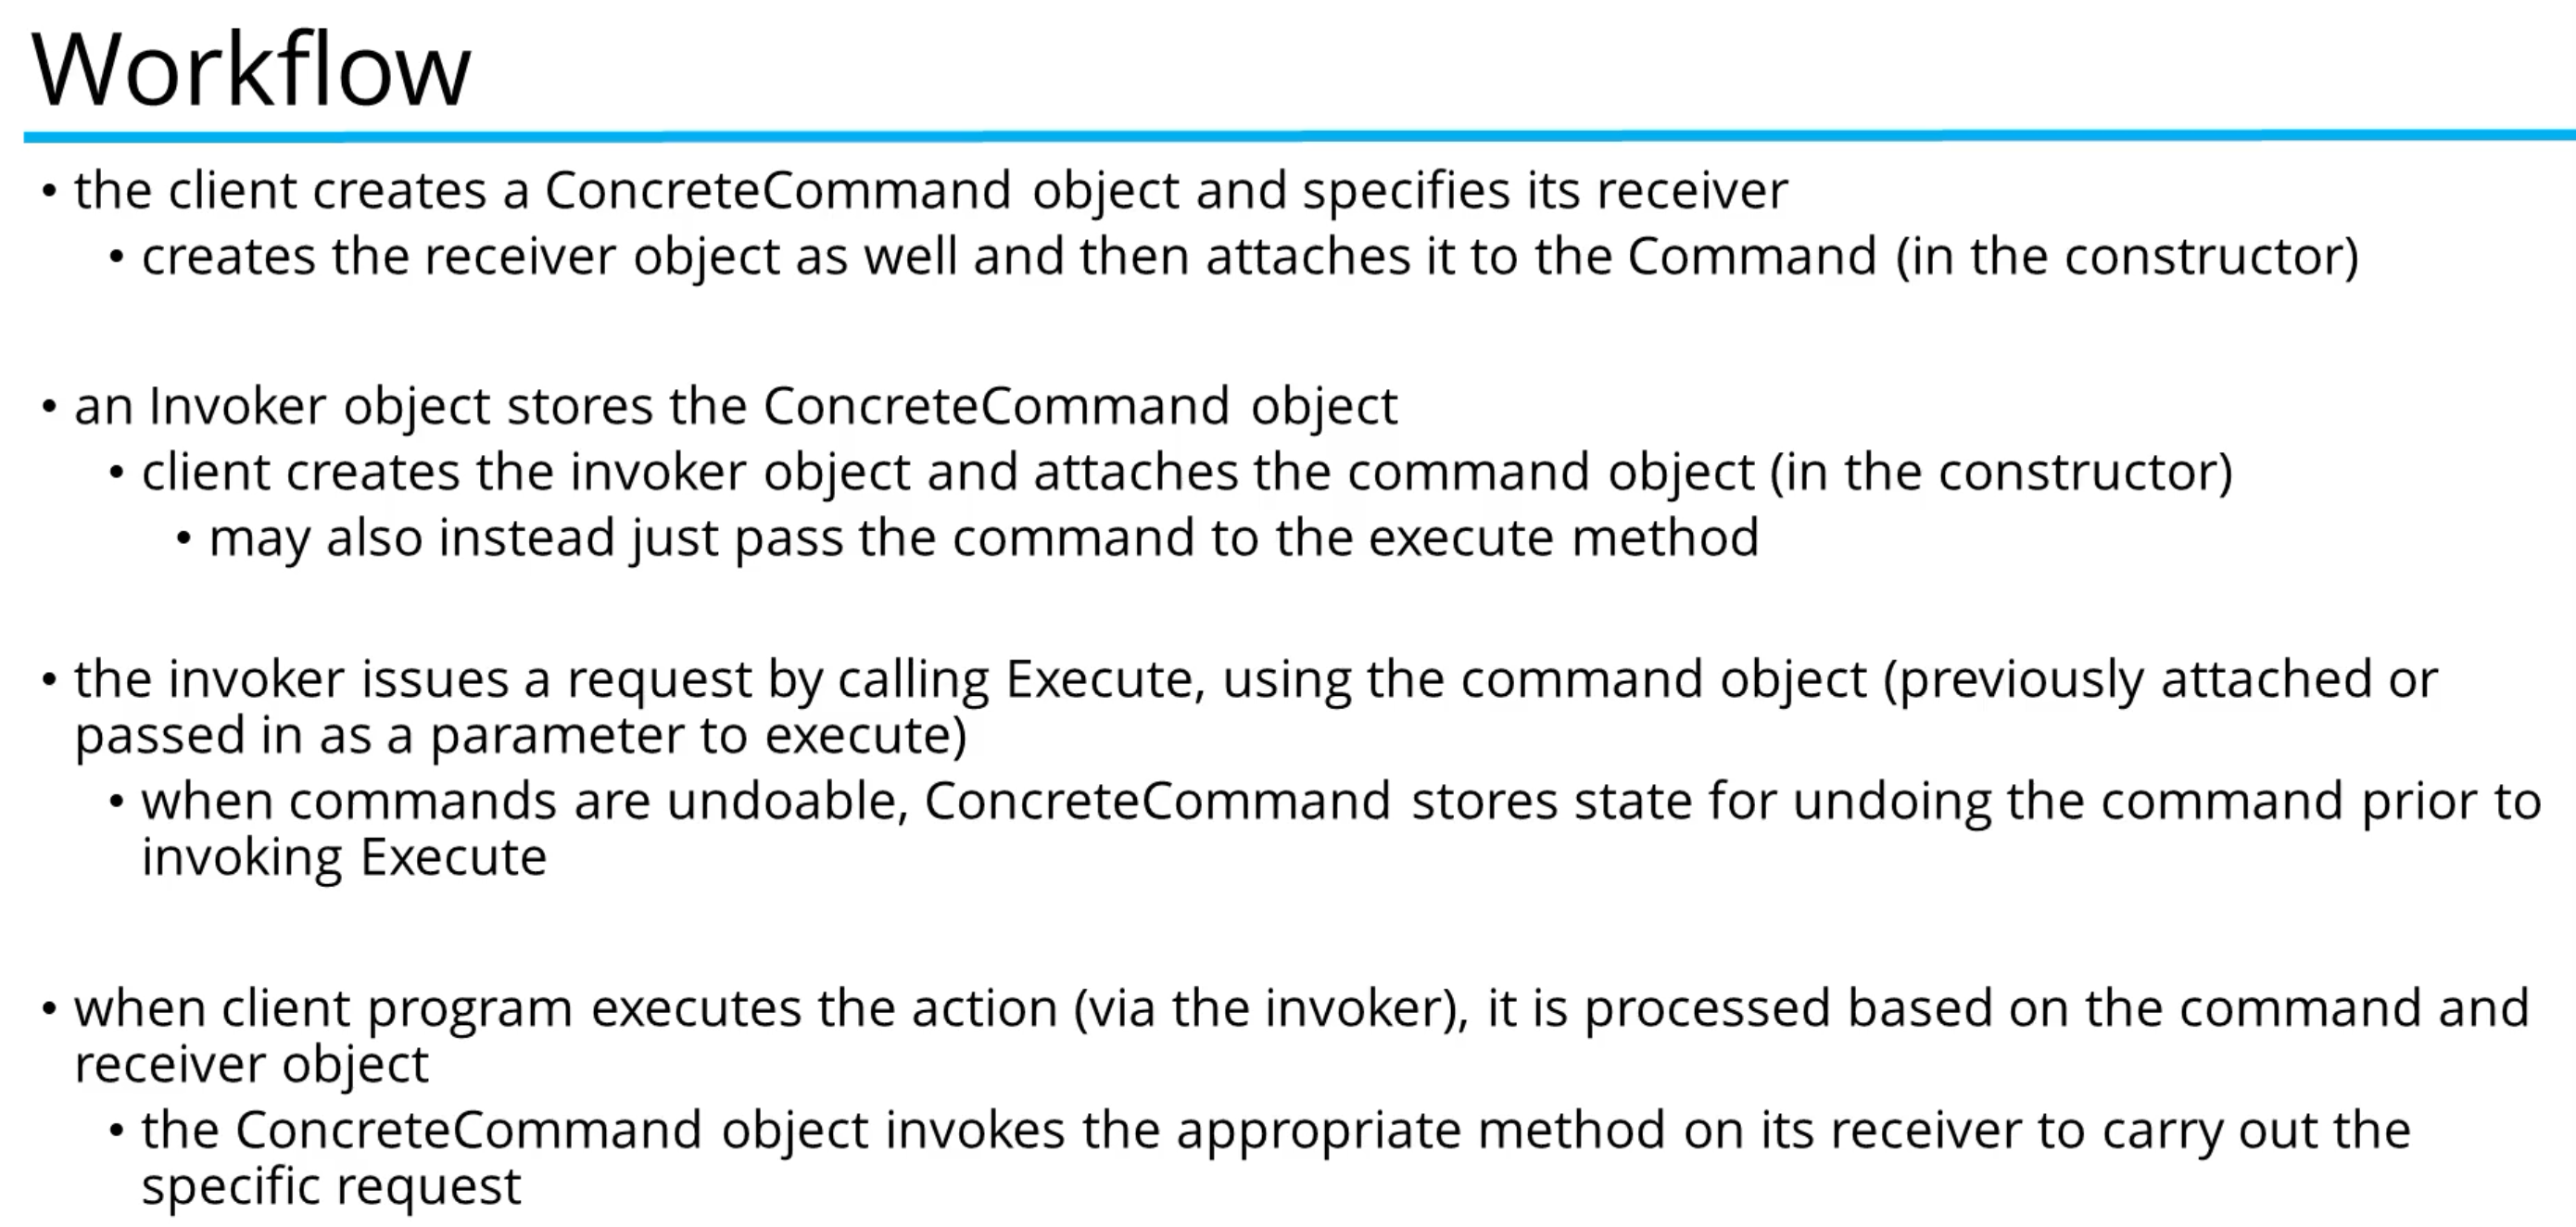 Workflow
• the client creates a ConcreteCommand object and specifies its receiver
• creates the receiver object as well and then attaches it to the Command (in the constructor)
• an Invoker object stores the ConcreteCommand object
• client creates the invoker object and attaches the command object (in the constructor)
• may also instead just pass the command to the execute method
• the invoker issues a request by calling Execute, using the command object (previously attached or
passed in as a parameter to execute)
• when commands are undoable, ConcreteCommand stores state for undoing the command prior to
invoking Execute
• when client program executes the action (via the invoker), it is processed based on the command and
receiver object
• the ConcreteCommand object invokes the appropriate method on its receiver to carry out the
specific request